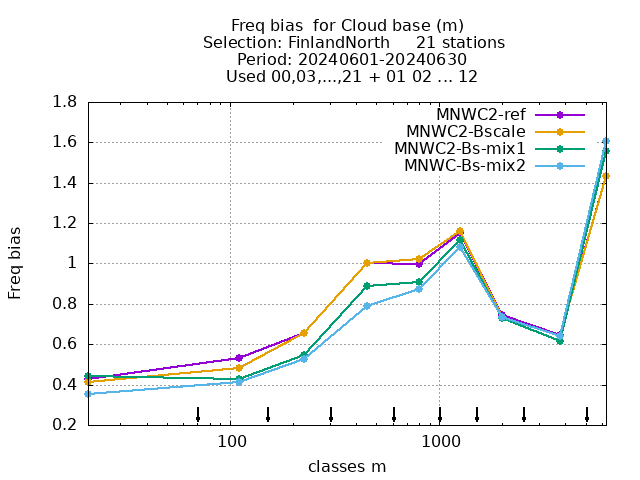 Freq bias  for Cloud base (m)
Selection: FinlandNorth     21 stations
Period: 20240601-20240630
Used 00,03,...,21 + 01 02 ... 12
MNWC2-ref
MNWC2-Bscale
MNWC2-Bs-mix1
MNWC-Bs-mix2
1.8
1.6
1.4
1.2
1
0.8
0.6
0.4
0.2
Freq bias
100
1000
classes m